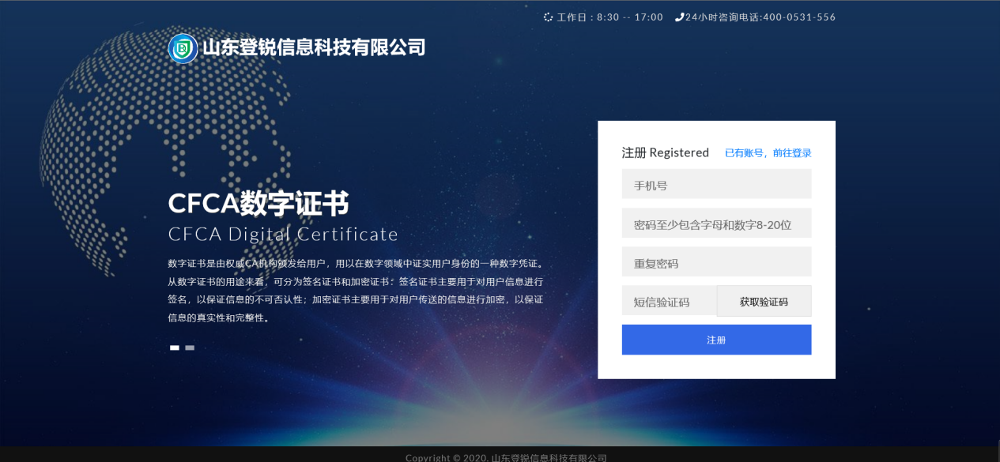 工作日：8:30 -- 17:00 24小时咨询电话:400-0531-556
山东登锐信息科技有限公司
注册 Registered 已有账号，前往登录
手机号
密码至少包含字母和数字8-20位
重复密码
短信验证码 获取验证码
注册
CFCA数字证书
CFCA Digital Certificate
数字证书是由权威CA机构颁发给用户，用以在数字领域中证实用户身份的一种数字凭证。
从数字证书的用途来看，可分为签名证书和加密证书：签名证书主要用于对用户信息进行
签名，以保证信息的不可否认性；加密证书主要用于对用户传送的信息进行加密，以保证
信息的真实性和完整性。
Copyright © 2020. 山东登锐信息科技有限公司